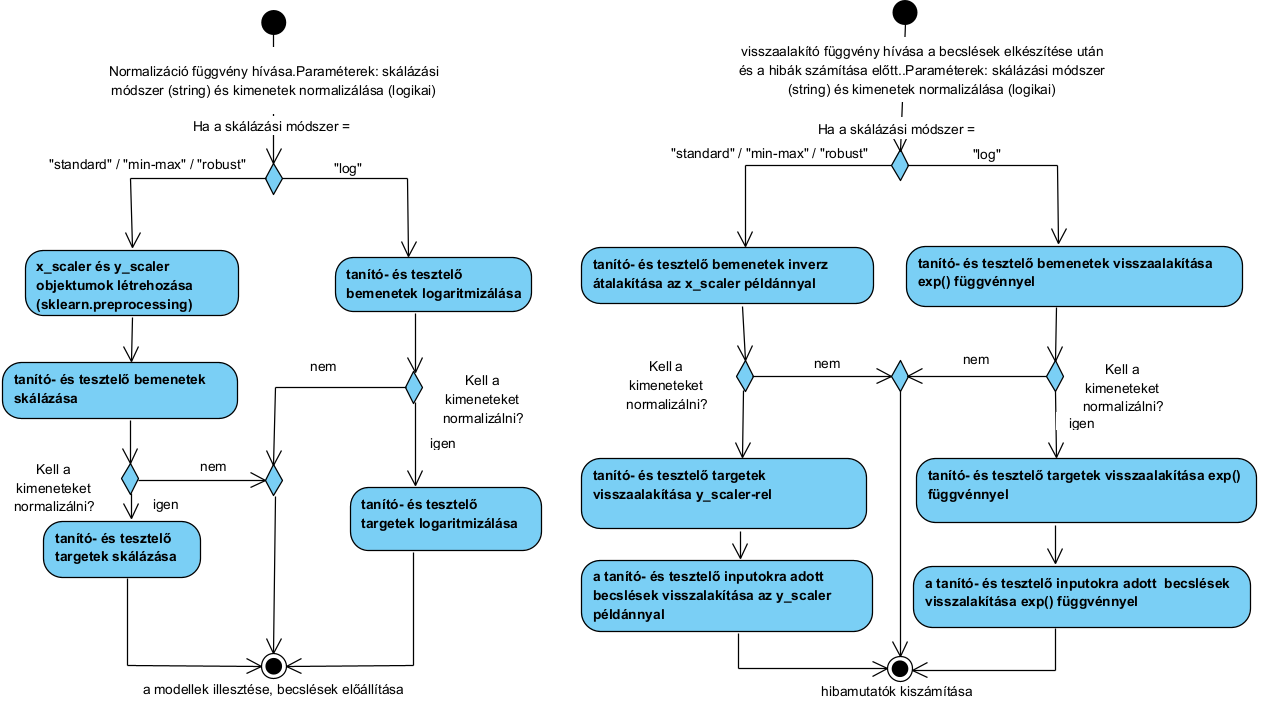 Normalizáció függvény hívása.Paraméterek: skálázási
módszer (string) és kimenetek normalizálása (logikai)
Ha a skálázási módszer =
"standard" / "min-max" / "robust"
"log"
x_scaler és y_scaler
objektumok létrehozása
(sklearn.preprocessing)
tanító- és tesztelő
bemenetek logaritmizálása
tanító- és tesztelő bemenetek
skálázása
nem
Kell a
kimeneteket
normalizálni?
igen
Kell a
kimeneteket
normalizálni?
nem
igen
tanító- és tesztelő
targetek skálázása
tanító- és tesztelő
targetek logaritmizálása
a modellek illesztése, becslések előállítása
visszaalakító függvény hívása a becslések elkészítése után
és a hibák számítása előtt..Paraméterek: skálázási módszer
(string) és kimenetek normalizálása (logikai)
Ha a skálázási módszer =
"standard" / "min-max" / "robust"
"log"
tanító- és tesztelő bemenetek inverz
átalakítása az x_scaler példánnyal
tanító- és tesztelő bemenetek visszaalakítása
exp() függvénnyel
Kell a
kimeneteket
normalizálni?
nem
nem
Kell a
kimeneteket
normalizálni?
igen
tanító- és tesztelő targetek
visszaalakítása y_scaler-rel
tanító- és tesztelő targetek visszaalakítása exp()
függvénnyel
a tanító- és tesztelő inputokra adott
becslések visszalakítása az y_scaler
példánnyal
a tanító- és tesztelő inputokra adott  becslések
visszalakítása exp() függvénnyel
hibamutatók kiszámítása